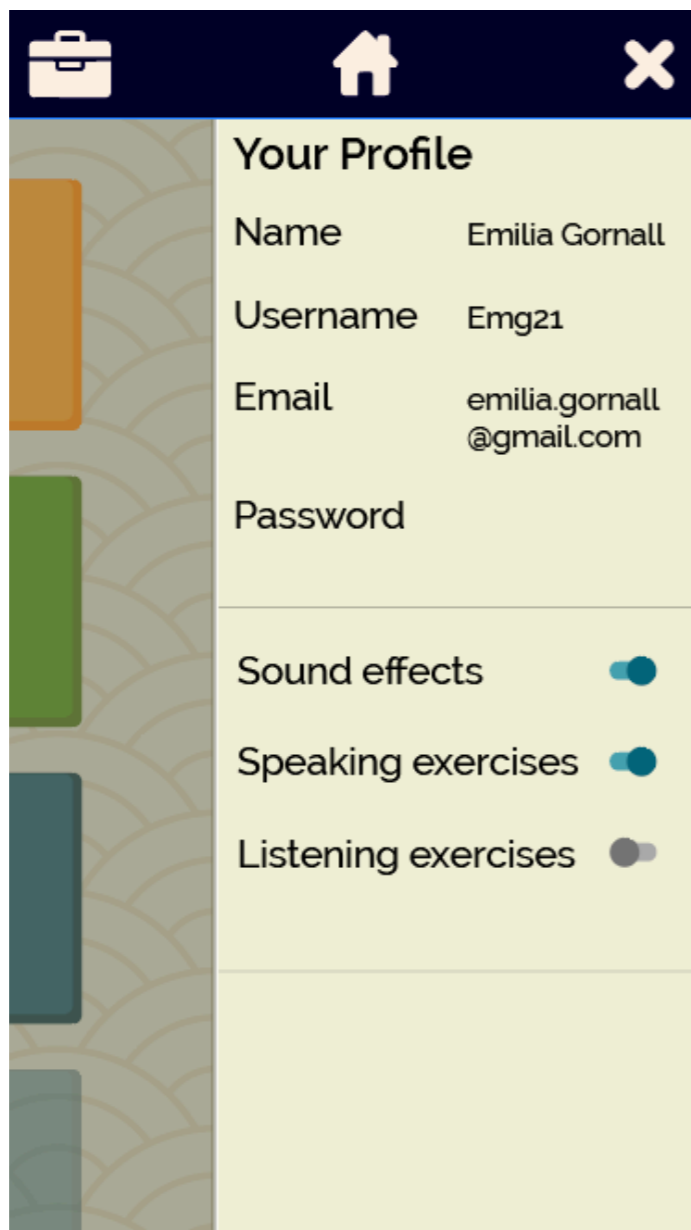 Your Profile
Name Emilia Gornall
Username Emg21
Email emilia.gornall
@gmail.com
Password
Sound effects
Speaking exercises
Listening exercises